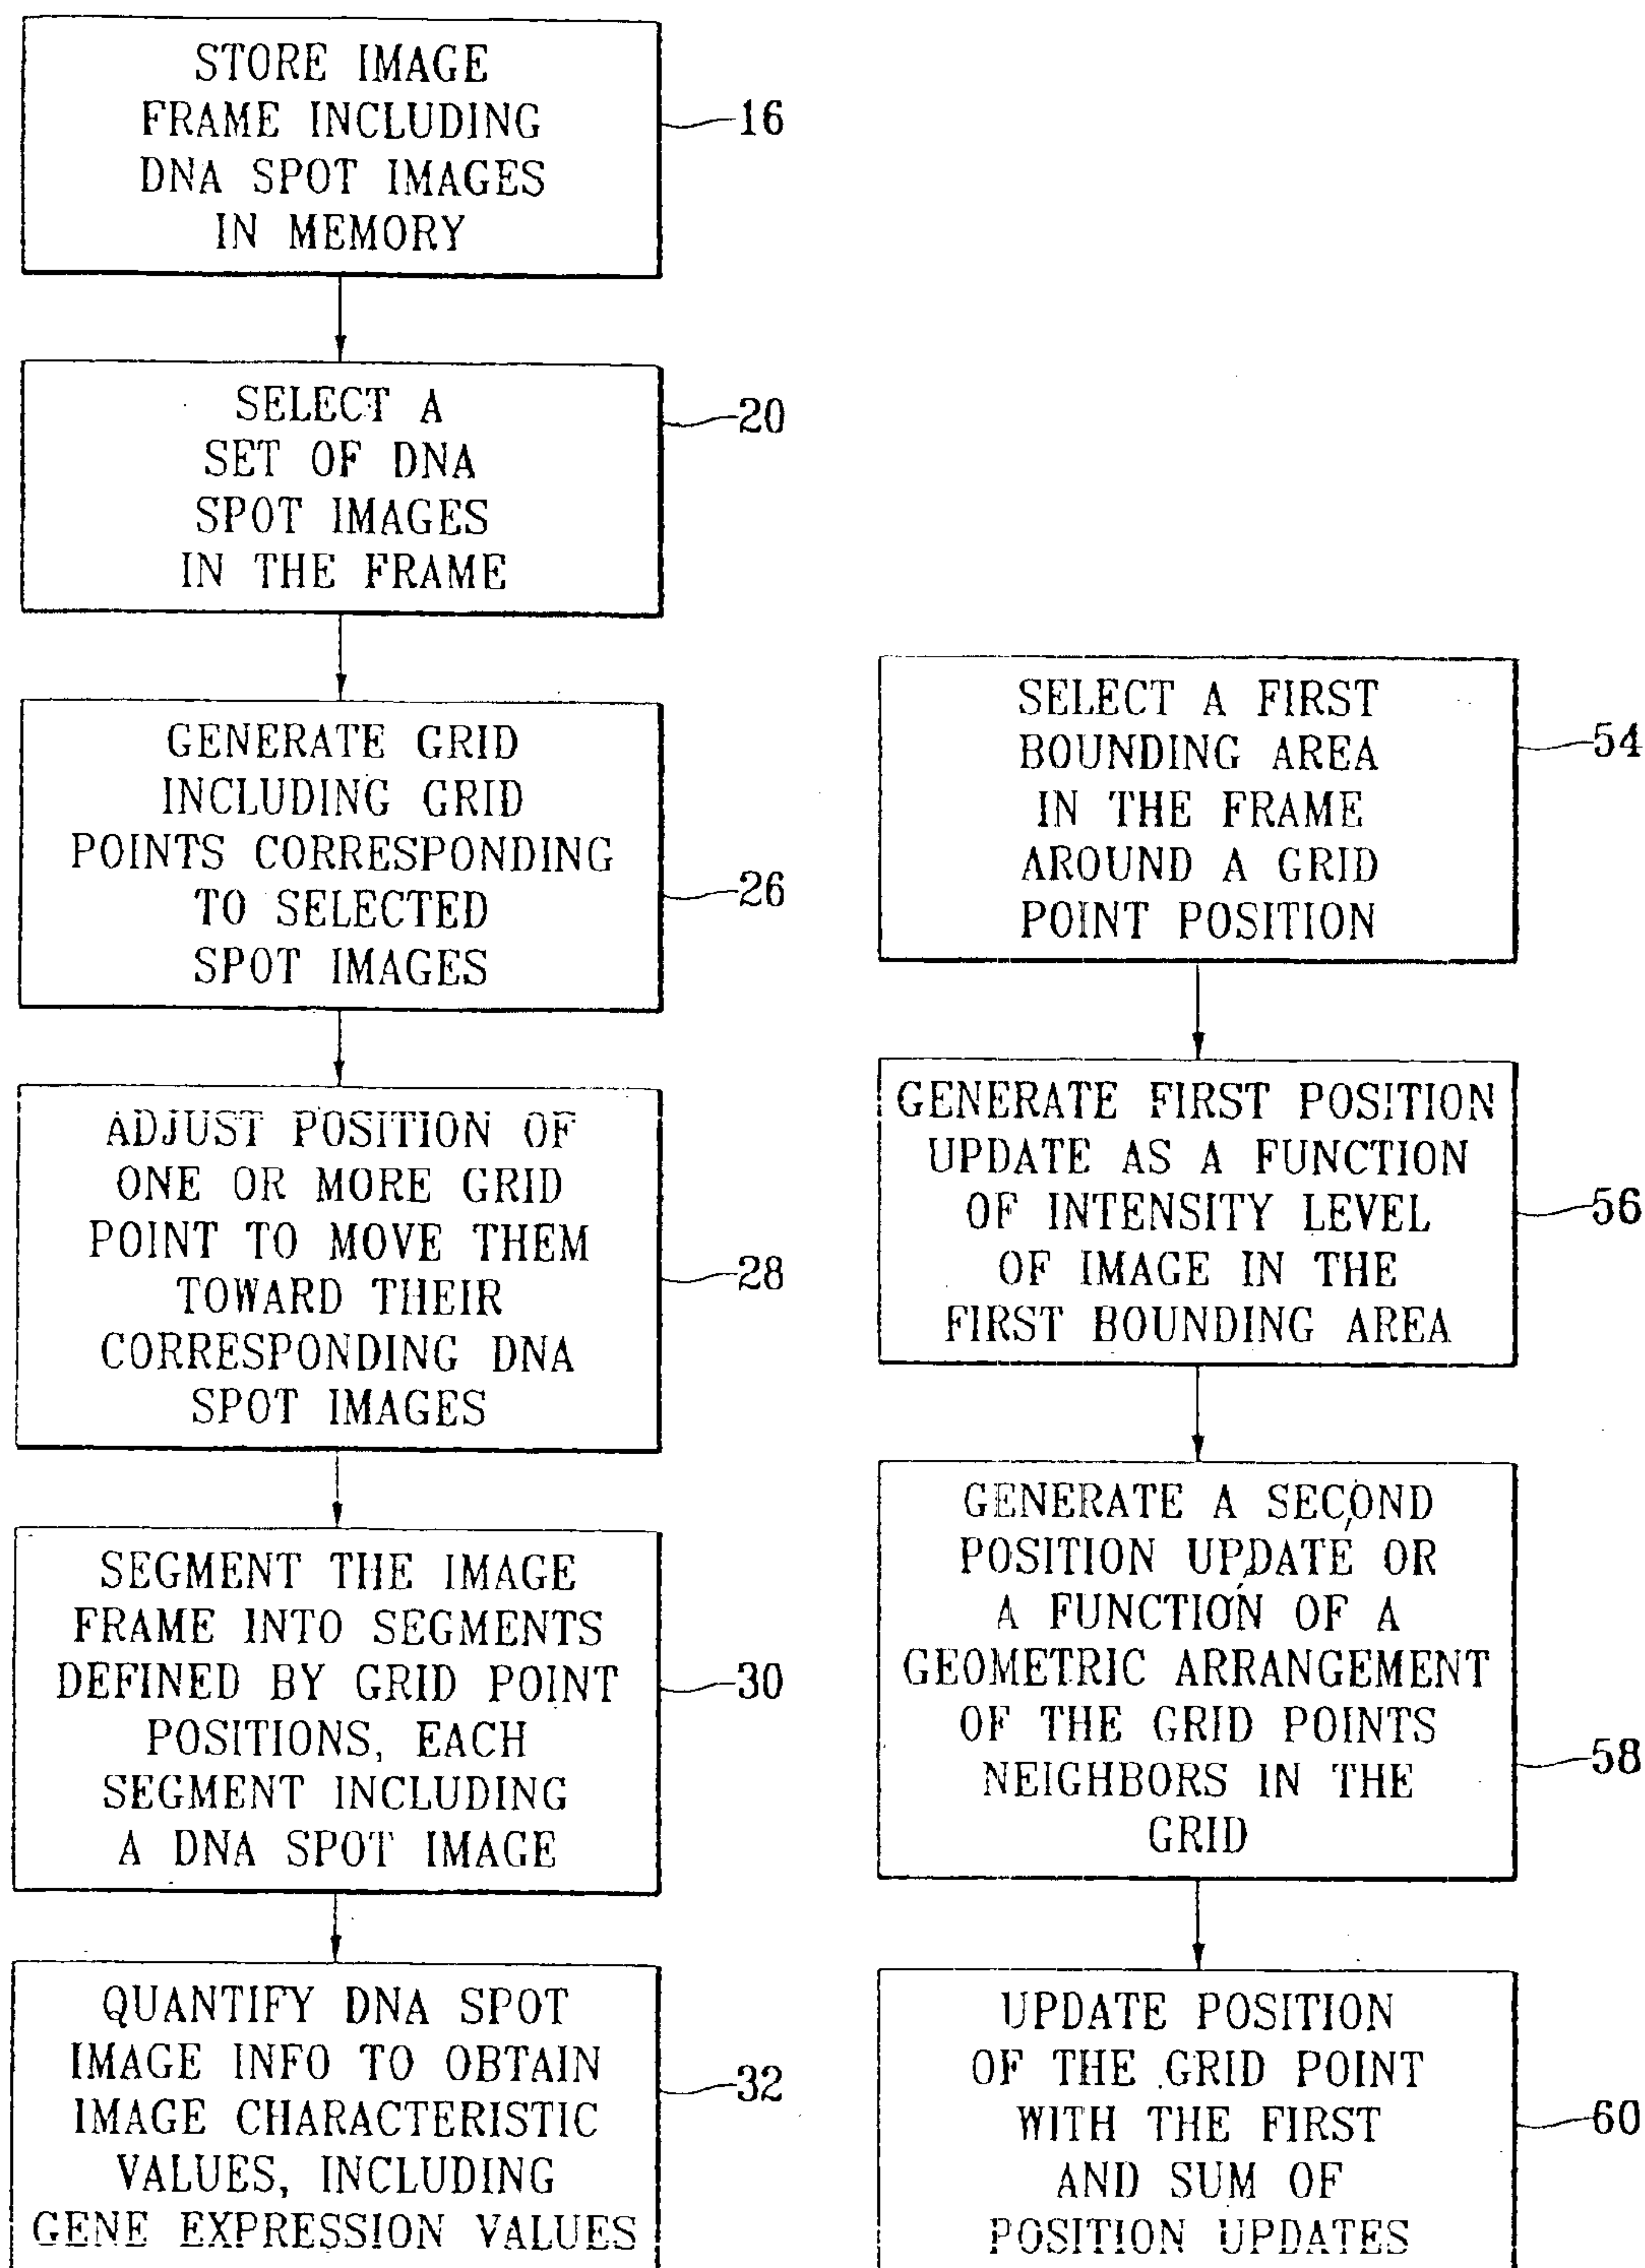 STORE IMAGE
FRAME INCLUDING
DNA SPOT IMAGES
IN MEMORY
16
SELECT A
SET OF DNA
SPOT IMAGES
IN THE FRAME
20
GENERATE GRID
INCLUDING GRID
POINTS CORRESPONDING
TO SELECTED
SPOT IMAGES
26
ADJUST POSITION OF
ONE OR MORE GRID
POINT TO MOVE THEM
TOWARD THEIR
CORRESPONDING DNA
SPOT IMAGES
28
SEGMENT THE IMAGE
FRAME INTO SEGMENTS
DEFINED BY GRID POINT
POSITIONS, EACH
SEGMENT INCLUDING
A DNA SPOT IMAGE
30
QUANTIFY DNA SPOT
IMAGE INFO TO OBTAIN
IMAGE CHARACTERISTIC
VALUES, INCLUDING
GENE EXPRESSION VALUES
32
SELECT A FIRST
BOUNDING AREA
IN THE FRAME
AROUND A GRID
POINT POSITION
54
GENERATE FIRST POSITION
UPDATE AS A FUNCTION
OF INTENSITY LEVEL
OF IMAGE IN THE
FIRST BOUNDING AREA
56
GENERATE A SECOND
POSITION UPDATE OR
A FUNCTION OF A
GEOMETRIC ARRANGEMENT
OF THE GRID POINTS
NEIGHBORS IN THE
GRID
58
UPDATE POSITION
OF THE GRID POINT
WITH THE FIRST
AND SUM OF
POSITION UPDATES
60